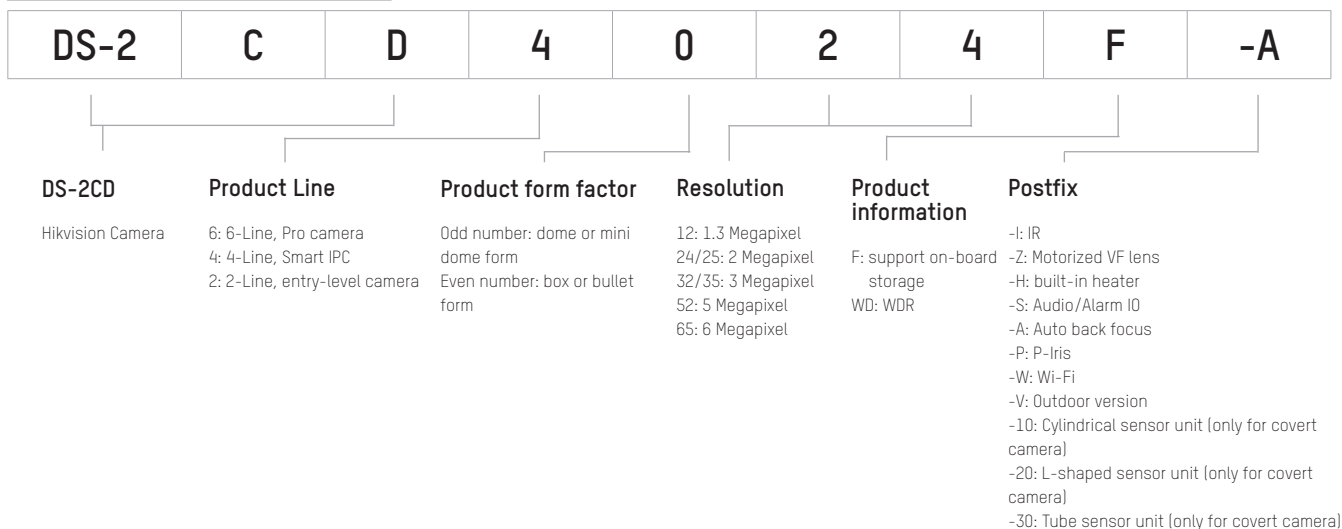 DS-2 C D 4 0 2 4 F -A
DS-2CD
Hikvision Camera
Product Line
6: 6-Line, Pro camera
4: 4-Line, Smart IPC
2: 2-Line, entry-level camera
Product form factor
Odd number: dome or mini
dome form
Even number: box or bullet
form
Resolution
12: 1.3 Megapixel
24/25: 2 Megapixel
32/35: 3 Megapixel
52: 5 Megapixel
65: 6 Megapixel
Product
information
F: support on-board
storage
WD: WDR
Postfix
-I: IR
-Z: Motorized VF lens
-H: built-in heater
-S: Audio/Alarm IO
-A: Auto back focus
-P: P-Iris
-W: Wi-Fi
-V: Outdoor version
-10: Cylindrical sensor unit (only for covert
camera)
-20: L-shaped sensor unit (only for covert
camera)
-30: Tube sensor unit (only for covert camera)